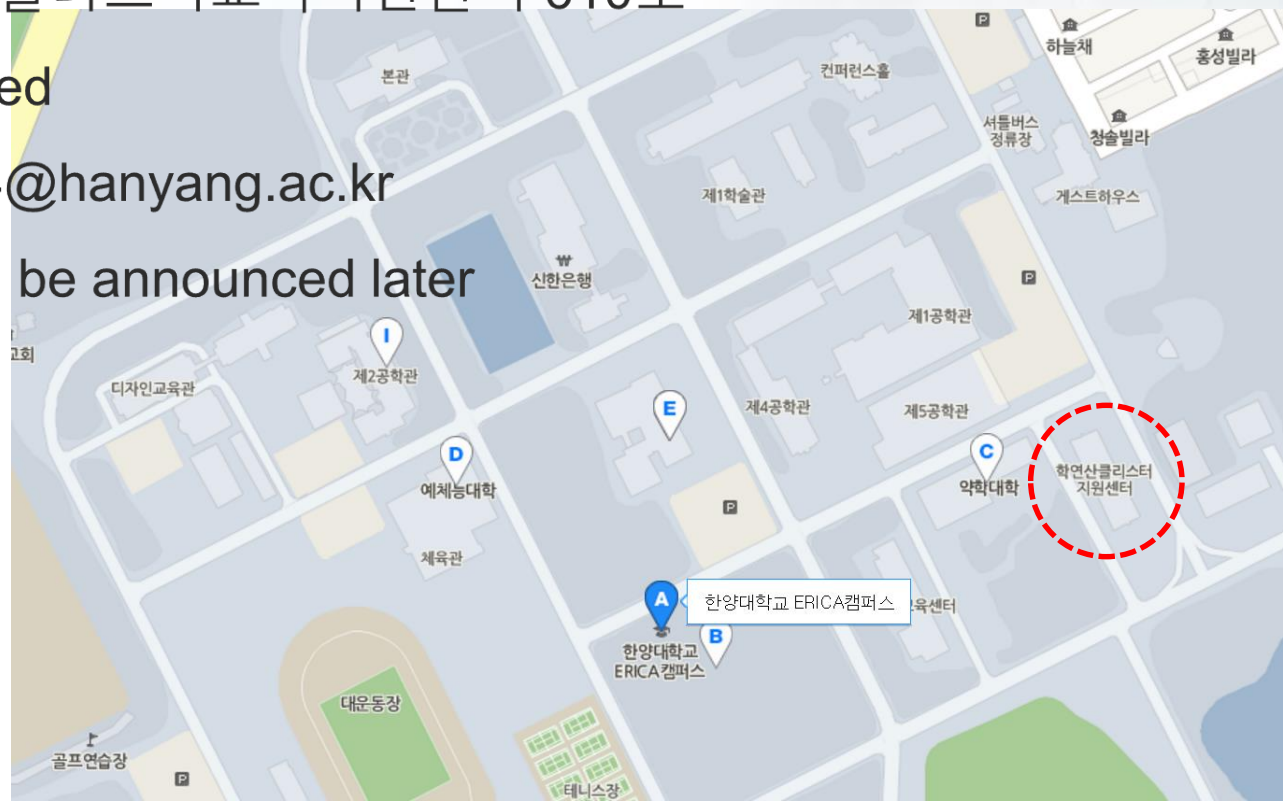 ed
@hanyang.ac.kr
be announced later
본관
컨퍼런스홀
P
하늘채
홍성빌라
셔틀버스
정류장
청솔빌라
제1학술관
게스트하우스
₩
신한은행
P
제1공학관
I
제2공학관
디자인교육관
교회
E
제4공학관
제5공학관
D
예체능대학
C
약학대학
학연산클러스터
지원센터
P
체육관
A
한양대학교 ERICA캠퍼스
육센터
B
한양대학교
ERICA캠퍼스
대운동장
골프연습장
P
테니스장